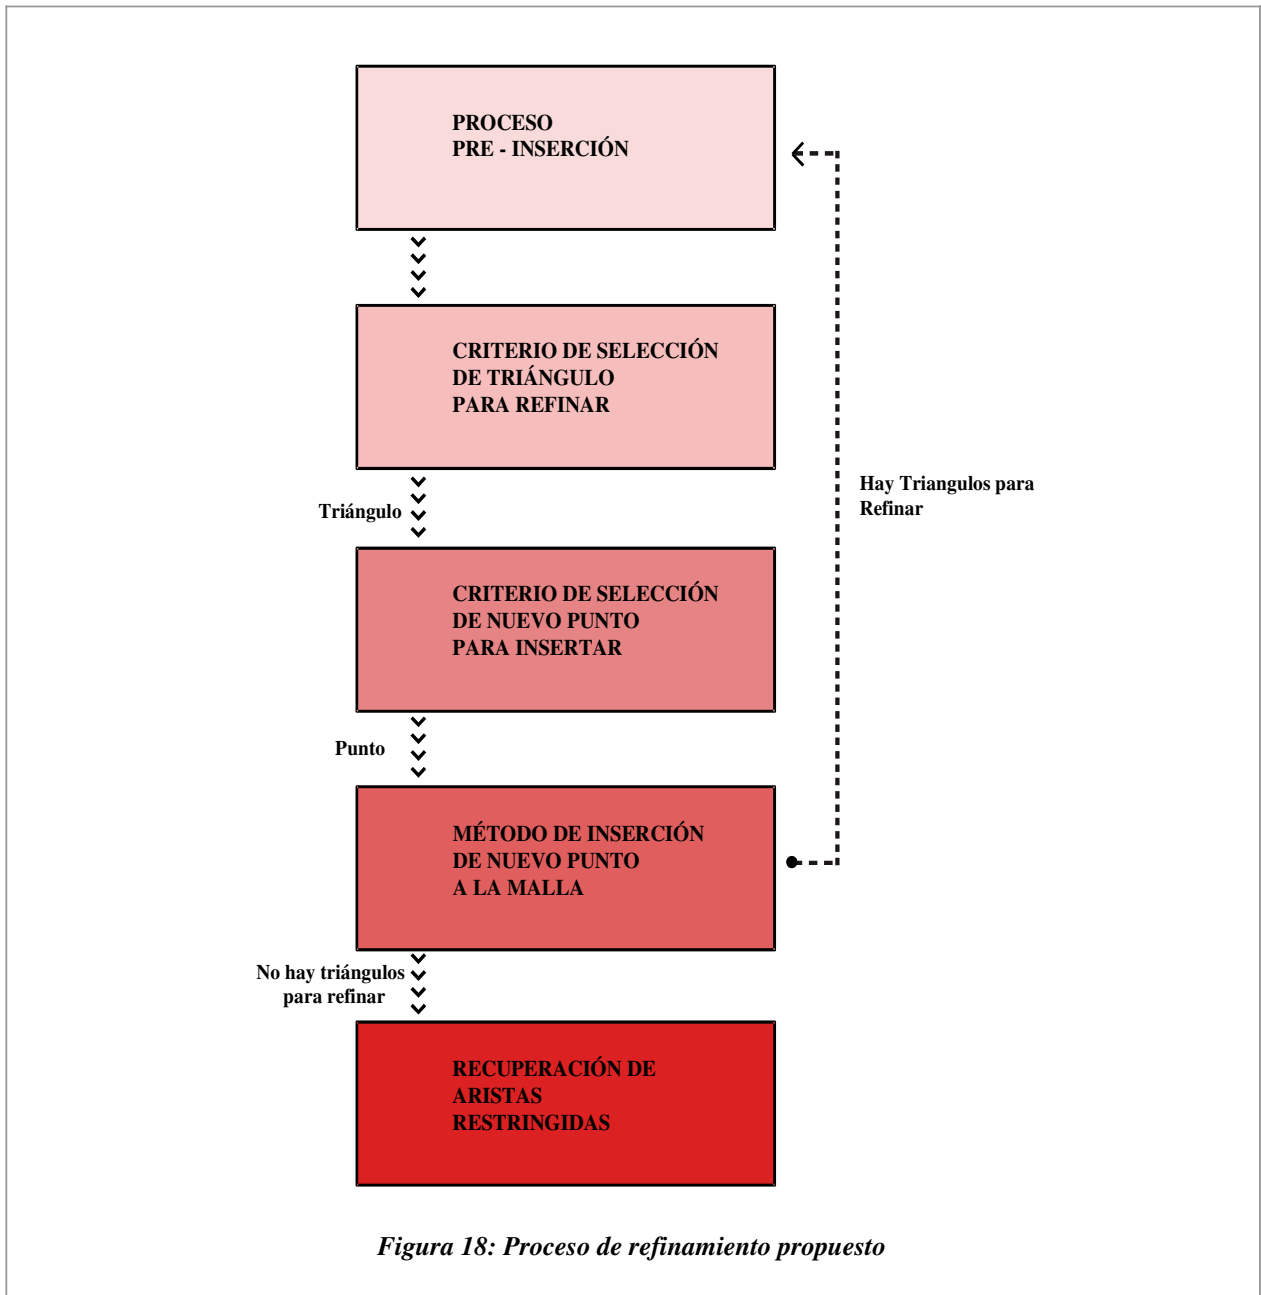 PROCESO
PRE - INSERCIÓN
CRITERIO DE SELECCIÓN
DE TRIÁNGULO
PARA REFINAR
Hay Triangulos para
Refinar
Triángulo
CRITERIO DE SELECCIÓN
DE NUEVO PUNTO
PARA INSERTAR
Punto
MÉTODO DE INSERCIÓN
DE NUEVO PUNTO
A LA MALLA
No hay triángulos
para refinar
RECUPERACIÓN DE
ARISTAS
RESTRINGIDAS
Figura 18: Proceso de refinamiento propuesto